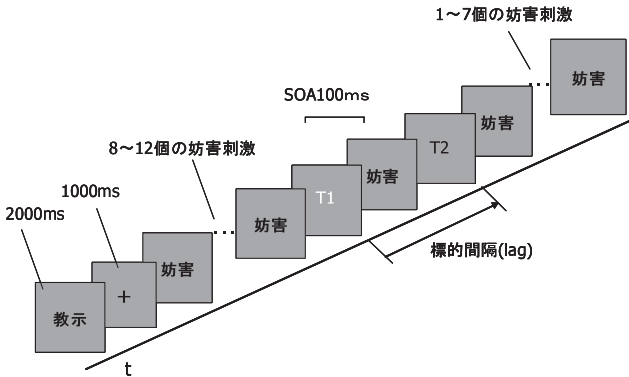 1～7個の妨害刺激
妨害
SOA100ms
妨害
T2
8～12個の妨害刺激
妨害
T1
1000ms
妨害
2000ms
妨害
標的間隔(lag)
＋
教示
t